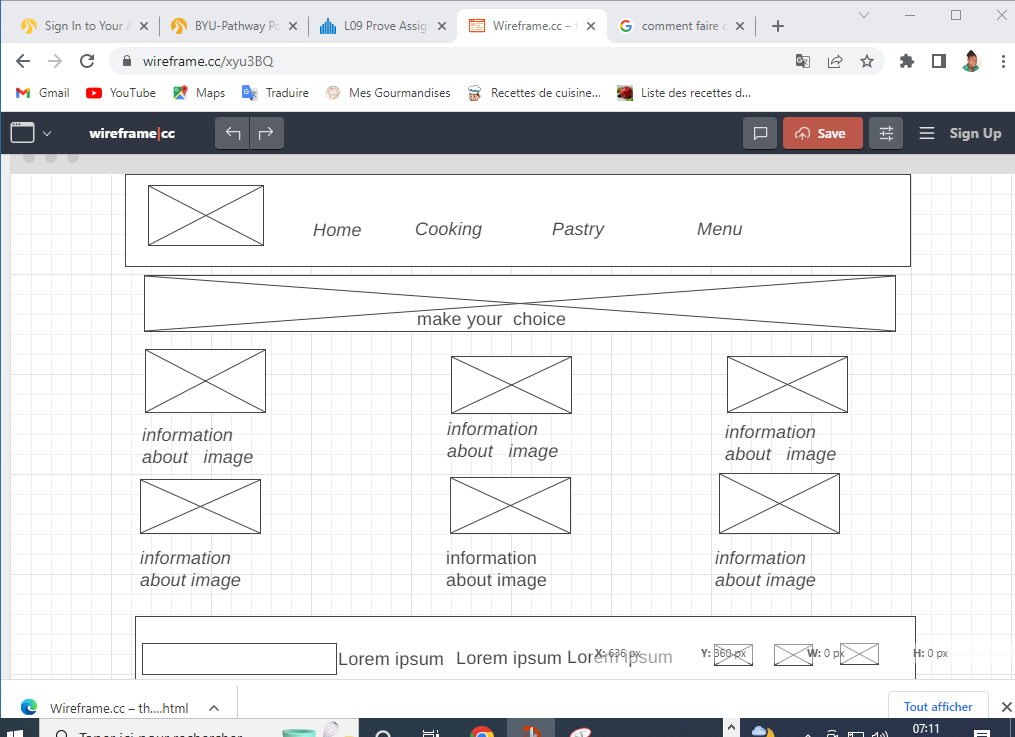 Sign In to Your A
BYU-Pathway Po
L09 Prove Assig
Wireframe.cc – t
comment faire c
wireframe.cc/xyu3BQ
Gmail
YouTube
Maps
Traduire
Mes Gourmandises
Recettes de cuisine...
Liste des recettes d...
wireframe|cc
Save
Sign Up
Home
Cooking
Pastry
Menu
make your choice
information
about image
information
about image
information
about image
information
about image
information
about image
information
about image
Lorem ipsum Lorem ipsum Lorem ipsum
X: 636 px
Y: 360 px
W: 0 px
H: 0 px
Wireframe.cc – th....html
Tout afficher
Taper ici pour rechercher
07:11